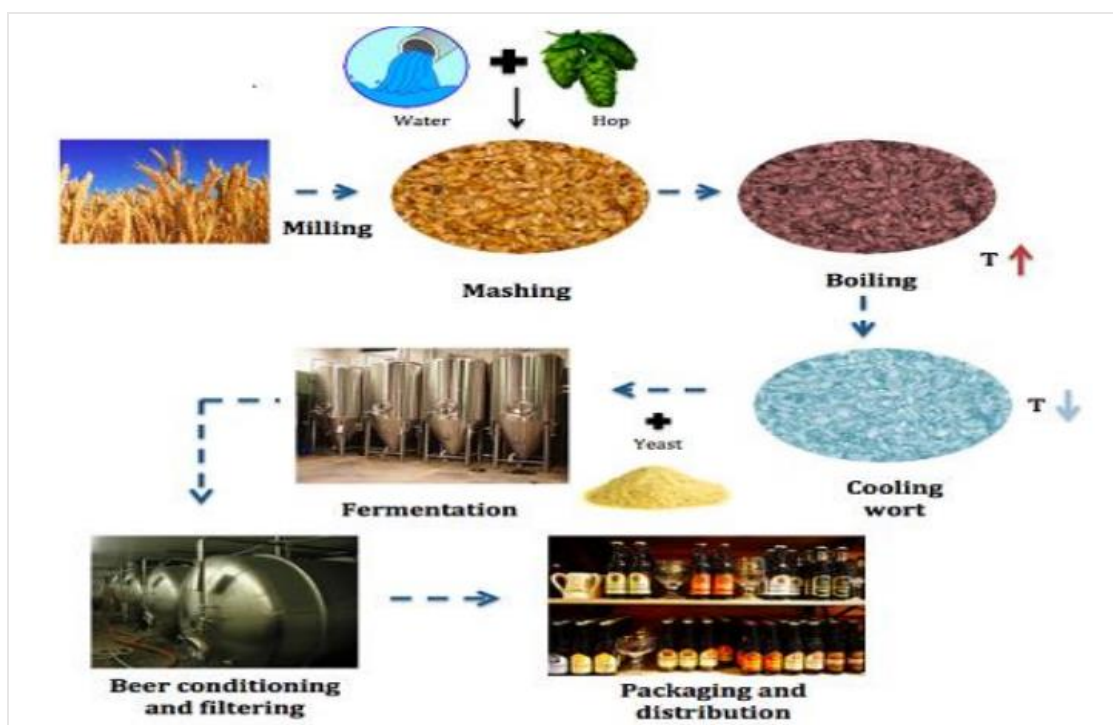 Water
Hop
Milling
Mashing
Boiling
T
Cooling
wort
T
Yeast
Fermentation
Beer conditioning
and filtering
Packaging and
distribution